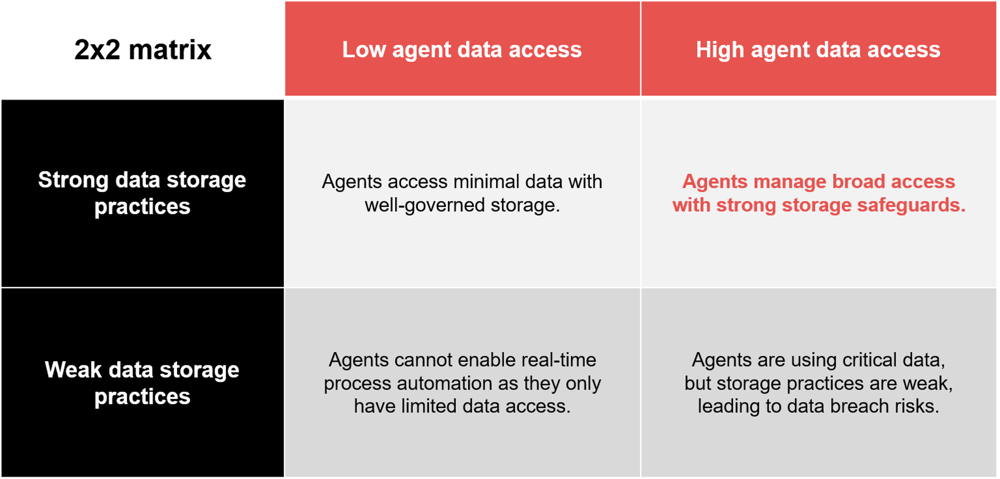 2x2 matrix
Low agent data access
High agent data access
Strong data storage
practices
Agents access minimal data with
well-governed storage.
Agents manage broad access
with strong storage safeguards.
Weak data storage
practices
Agents cannot enable real-time
process automation as they only
have limited data access.
Agents are using critical data,
but storage practices are weak,
leading to data breach risks.